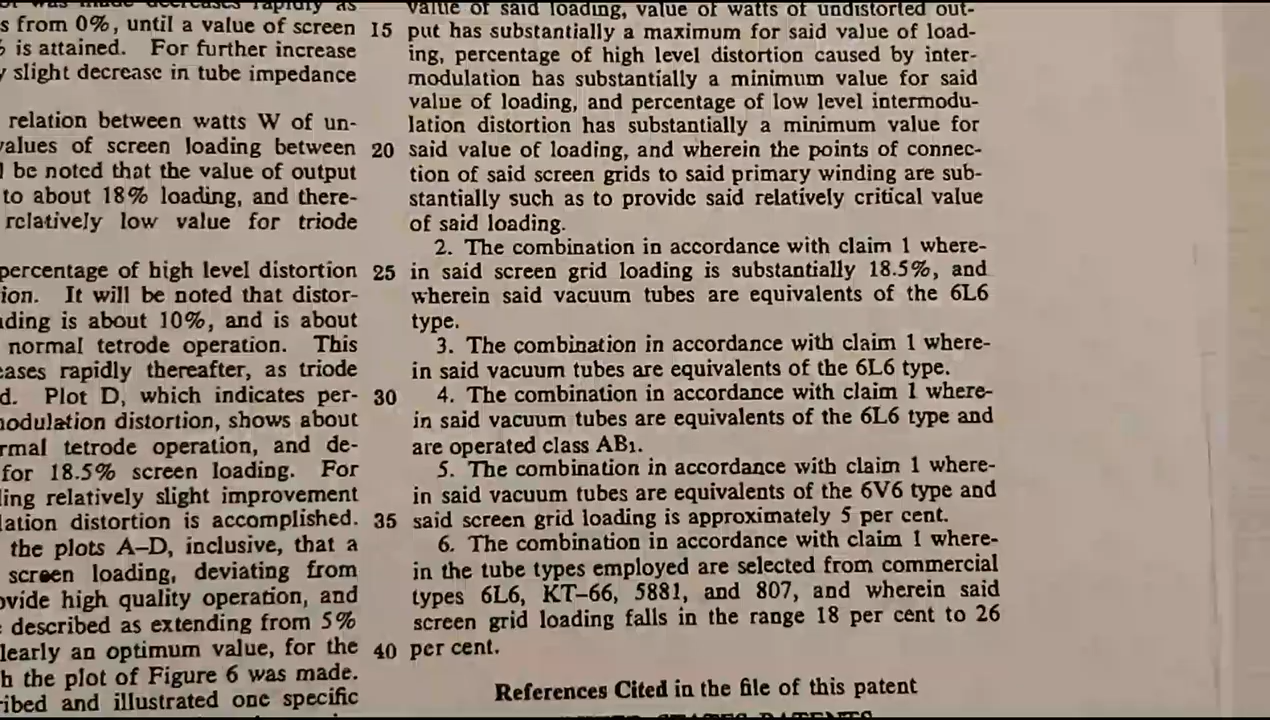 s from 0%, until a value of screen
is attained. For further increase
slight decrease in tube impedance
relation between watts W of un-
values of screen loading between
be noted that the value of output
to about 18% loading, and there-
relatively low value for triode
percentage of high level distortion
ion. It will be noted that distor-
ading is about 10%, and is about
normal tetrode operation. This
eases rapidly thereafter, as triode
d. Plot D, which indicates per-
modulation distortion, shows about
rmal tetrode operation, and de-
for 18.5% screen loading. For
ling relatively slight improvement
lation distortion is accomplished.
the plots A–D, inclusive, that a
screen loading, deviating from
ovide high quality operation, and
described as extending from 5%
learly an optimum value, for the
h the plot of Figure 6 was made.
ribed and illustrated one specific
value of said loading, value of watts of undistorted out-
15 put has substantially a maximum for said value of load-
ing, percentage of high level distortion caused by inter-
modulation has substantially a minimum value for said
value of loading, and percentage of low level intermodu-
lation distortion has substantially a minimum value for
20 said value of loading, and wherein the points of connec-
tion of said screen grids to said primary winding are sub-
stantially such as to provide said relatively critical value
of said loading.
2. The combination in accordance with claim 1 where-
25 in said screen grid loading is substantially 18.5%, and
wherein said vacuum tubes are equivalents of the 6L6
type.
3. The combination in accordance with claim 1 where-
in said vacuum tubes are equivalents of the 6L6 type.
30 4. The combination in accordance with claim 1 where-
in said vacuum tubes are equivalents of the 6L6 type and
are operated class AB₁.
5. The combination in accordance with claim 1 where-
in said vacuum tubes are equivalents of the 6V6 type and
35 said screen grid loading is approximately 5 per cent.
6. The combination in accordance with claim 1 where-
in the tube types employed are selected from commercial
types 6L6, KT–66, 5881, and 807, and wherein said
screen grid loading falls in the range 18 per cent to 26
40 per cent.
References Cited in the file of this patent